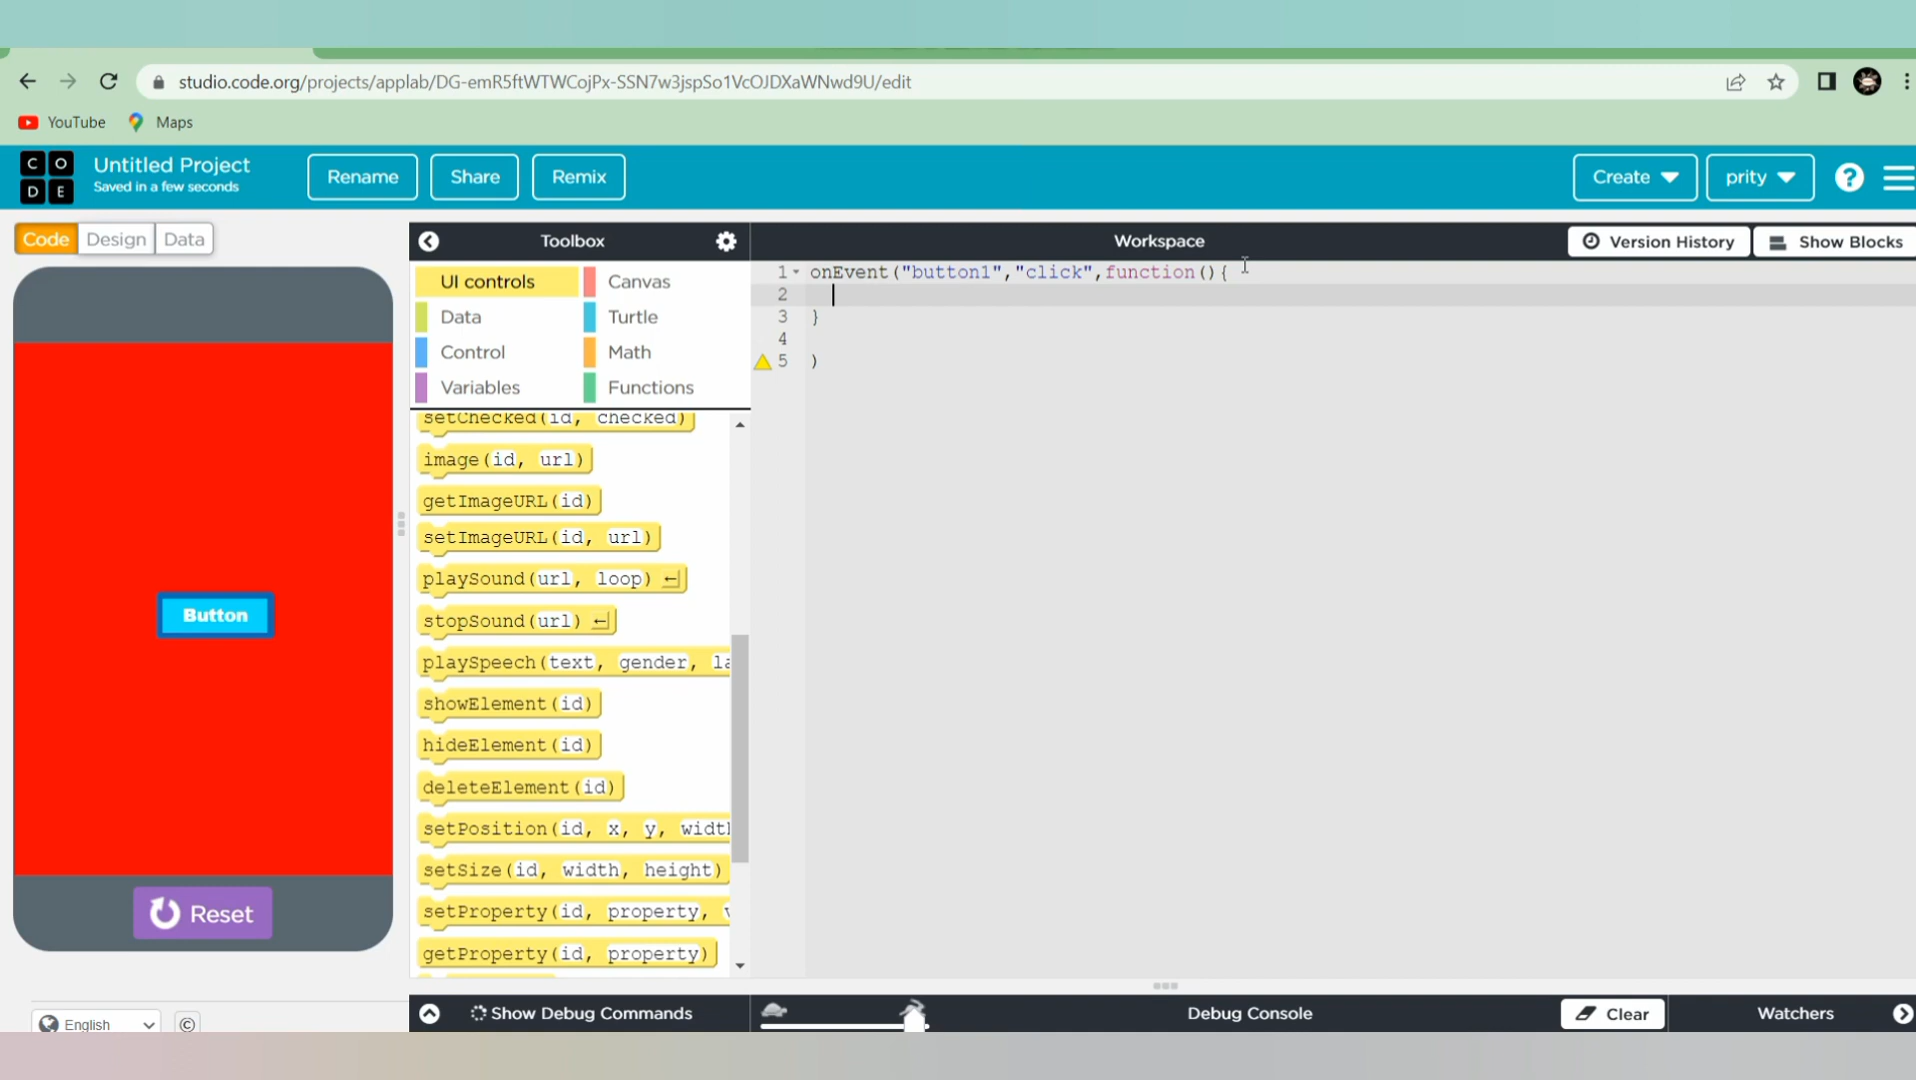 studio.code.org/projects/applab/DG-emR5ftWTWCojPx-SSN7w3jspSo1VcOJDXaWNwd9U/edit
YouTube Maps
C O D E
Untitled Project
Saved in a few seconds
Rename Share Remix
Create prity ?
Code Design Data
Toolbox Workspace Version History Show Blocks
UI controls Canvas
Data Turtle
Control Math
Variables Functions
1 onEvent("button1","click",function(){
2
3 }
4
5 )
setChecked(id, checked)
image(id, url)
getImageURL(id)
setImageURL(id, url)
playSound(url, loop)
stopSound(url)
playSpeech(text, gender, la
showElement(id)
hideElement(id)
deleteElement(id)
setPosition(id, x, y, widt
setSize(id, width, height)
setProperty(id, property,
getProperty(id, property)
Button
Reset
English ©
Show Debug Commands Debug Console Clear Watchers